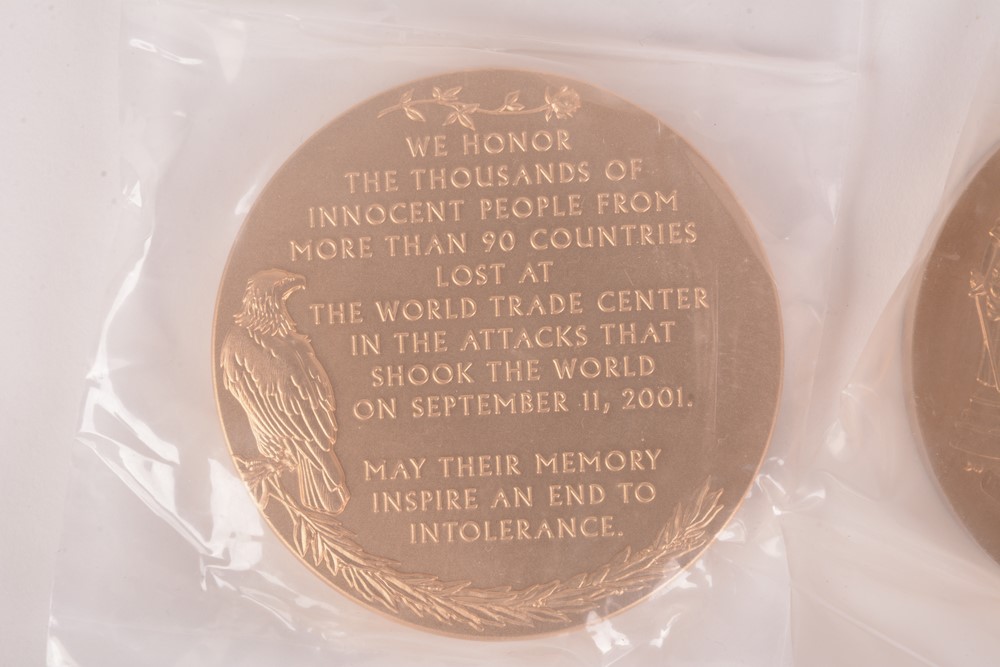 WE HONOR
THE THOUSANDS OF
INNOCENT PEOPLE FROM
MORE THAN 90 COUNTRIES
LOST AT
THE WORLD TRADE CENTER
IN THE ATTACKS THAT
SHOOK THE WORLD
ON SEPTEMBER 11, 2001.
MAY THEIR MEMORY
INSPIRE AN END TO
INTOLERANCE.